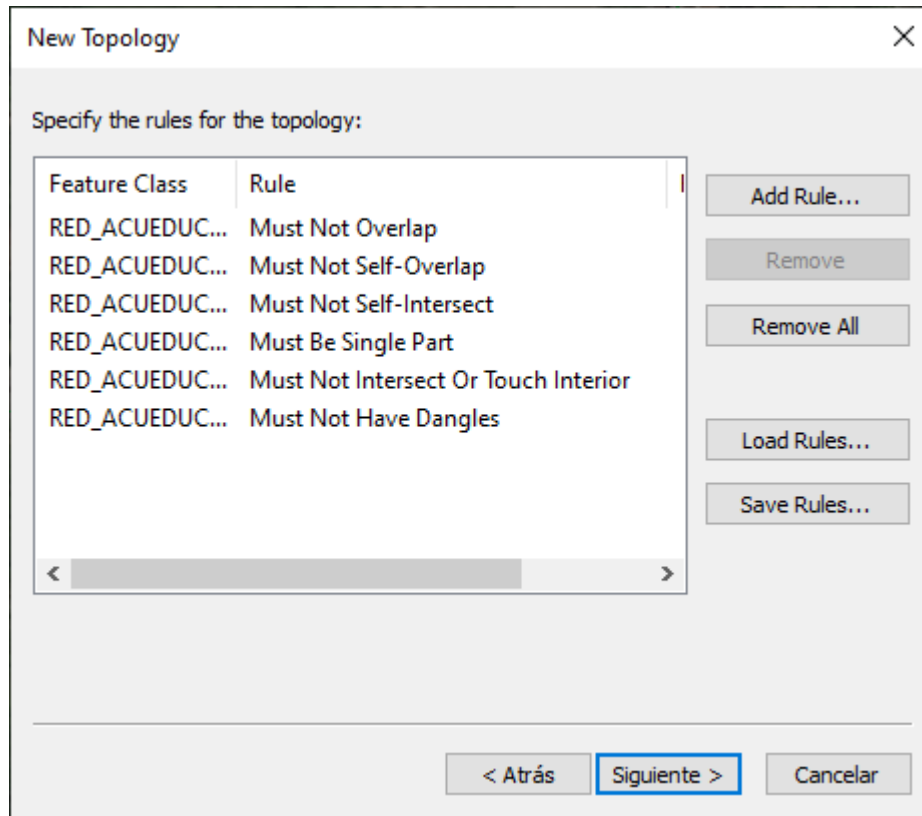 New Topology
Specify the rules for the topology:
Feature Class Rule
RED_ACUEDUC... Must Not Overlap
RED_ACUEDUC... Must Not Self-Overlap
RED_ACUEDUC... Must Not Self-Intersect
RED_ACUEDUC... Must Be Single Part
RED_ACUEDUC... Must Not Intersect Or Touch Interior
RED_ACUEDUC... Must Not Have Dangles
Add Rule...
Remove
Remove All
Load Rules...
Save Rules...
< Atrás
Siguiente >
Cancelar